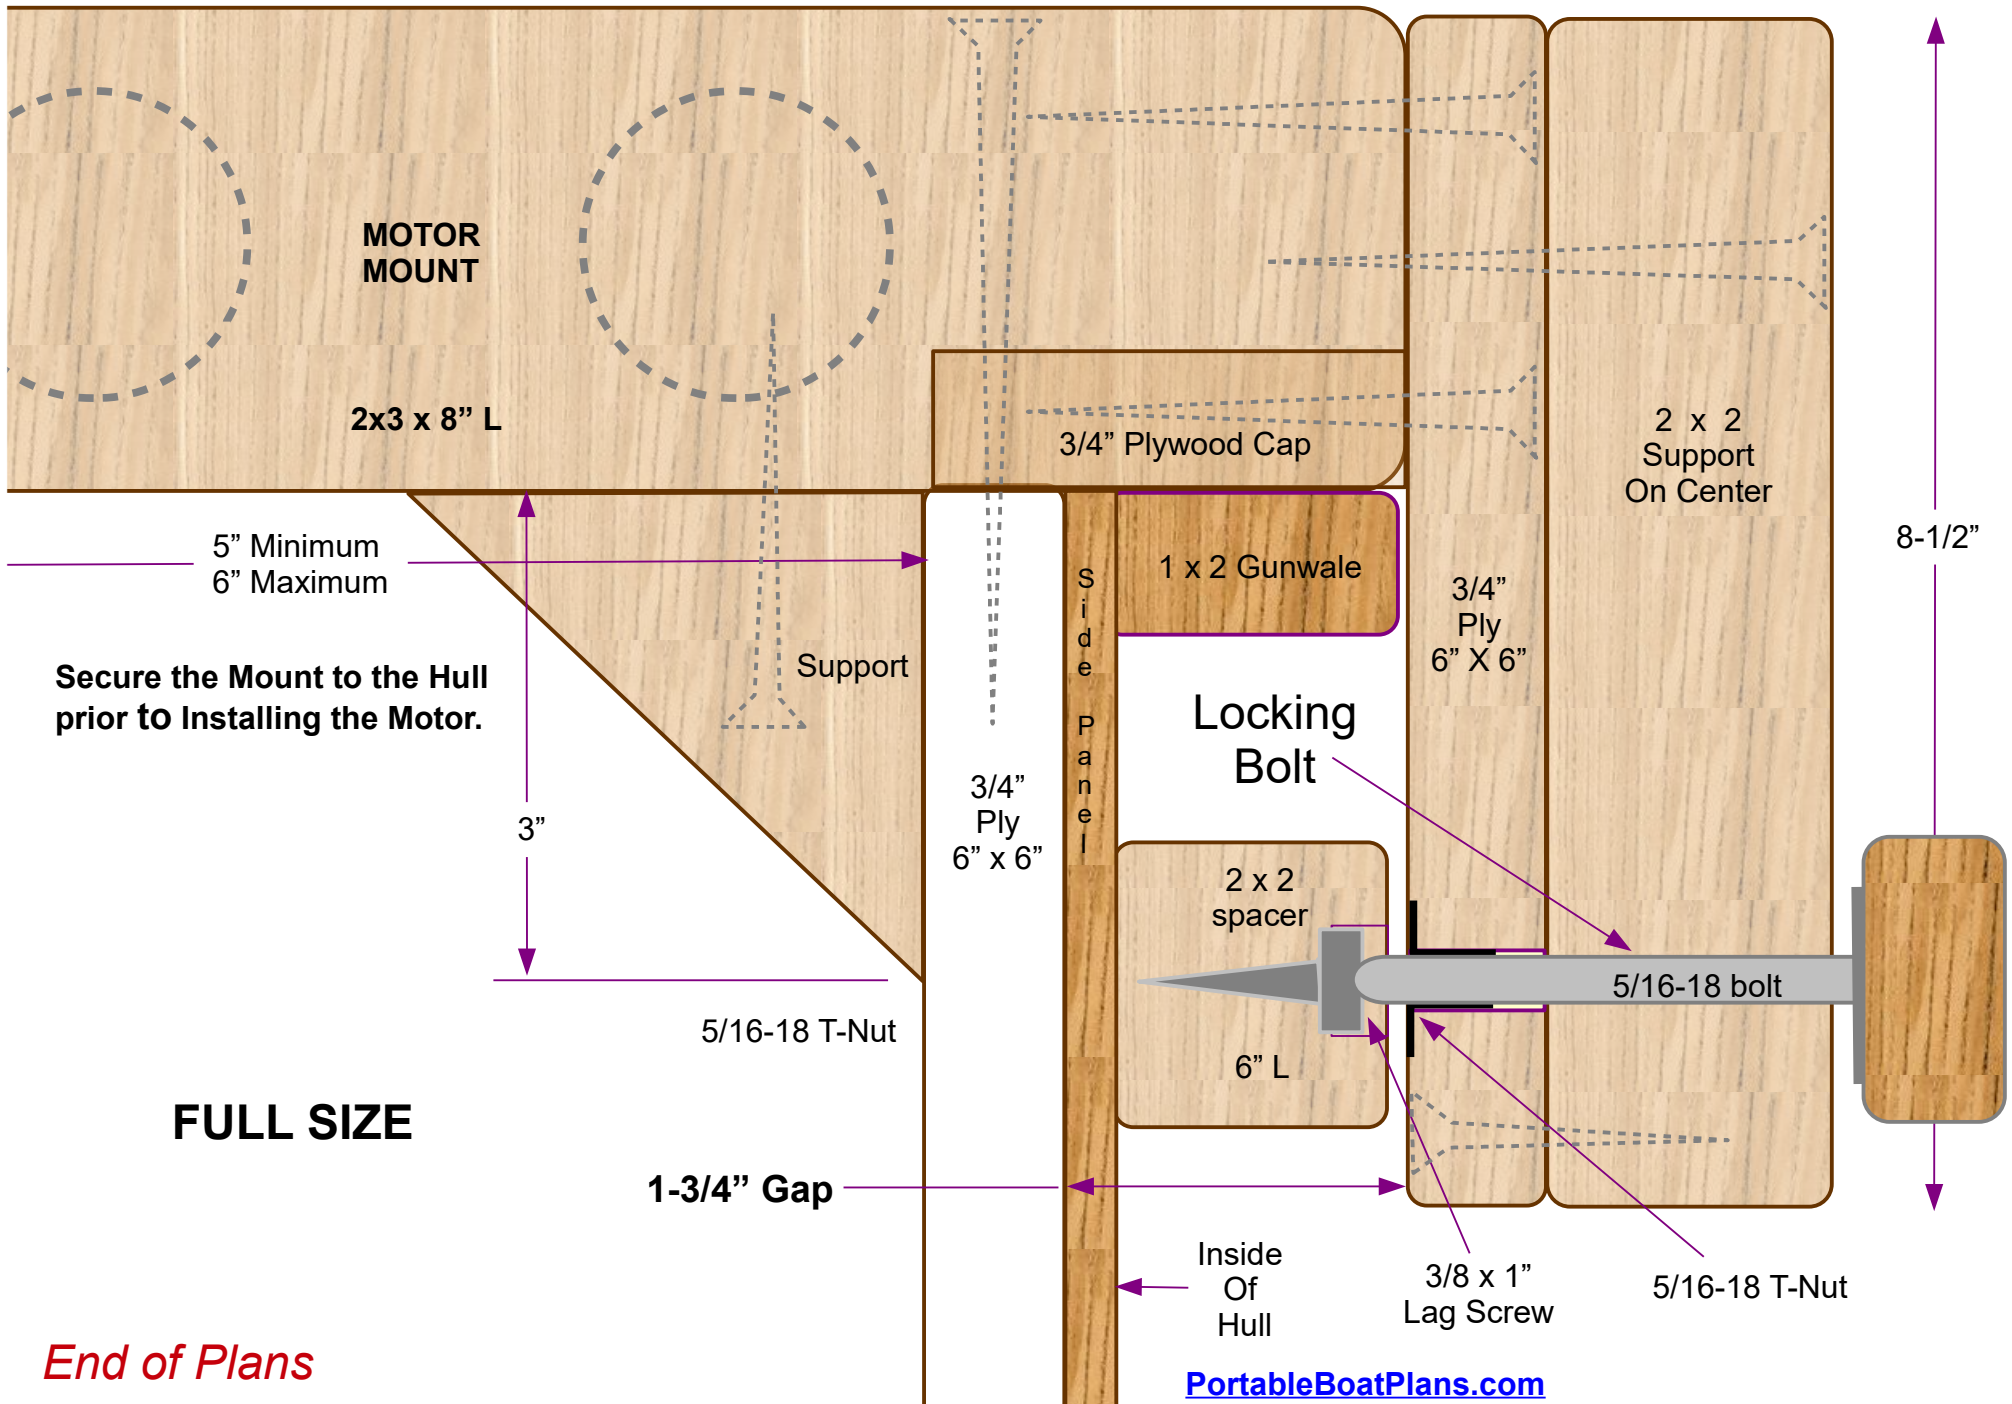 MOTOR
MOUNT
2x3 x 8” L
3/4” Plywood Cap
2 x 2
Support
On Center
8-1/2”
5” Minimum
6” Maximum
1 x 2 Gunwale
Side Panel
3/4”
Ply
6” X 6”
Support
Secure the Mount to the Hull
prior to Installing the Motor.
Locking
Bolt
3”
3/4”
Ply
6” x 6”
2 x 2
spacer
5/16-18 bolt
5/16-18 T-Nut
6” L
FULL SIZE
1-3/4” Gap
Inside
Of
Hull
3/8 x 1”
Lag Screw
5/16-18 T-Nut
End of Plans
PortableBoatPlans.com